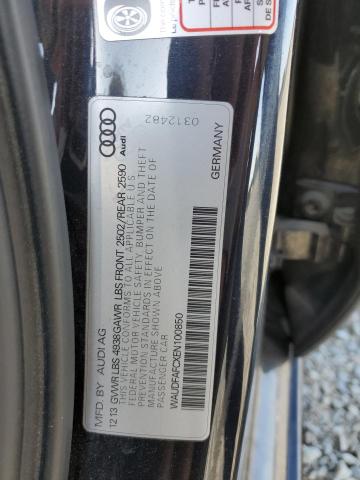 MFD. BY AUDI AG
12 13 GVWR LBS 4938 GAWR LBS FRONT 2502/REAR 2590
THIS VEHICLE CONFORMS TO ALL APPLICABLE U.S.
FEDERAL MOTOR VEHICLE SAFETY, BUMPER AND THEFT
PREVENTION STANDARDS IN EFFECT ON THE DATE OF
MANUFACTURE SHOWN ABOVE.
PASSENGER CAR
WAUDFAFCXEN100850
GERMANY
Audi
0312482